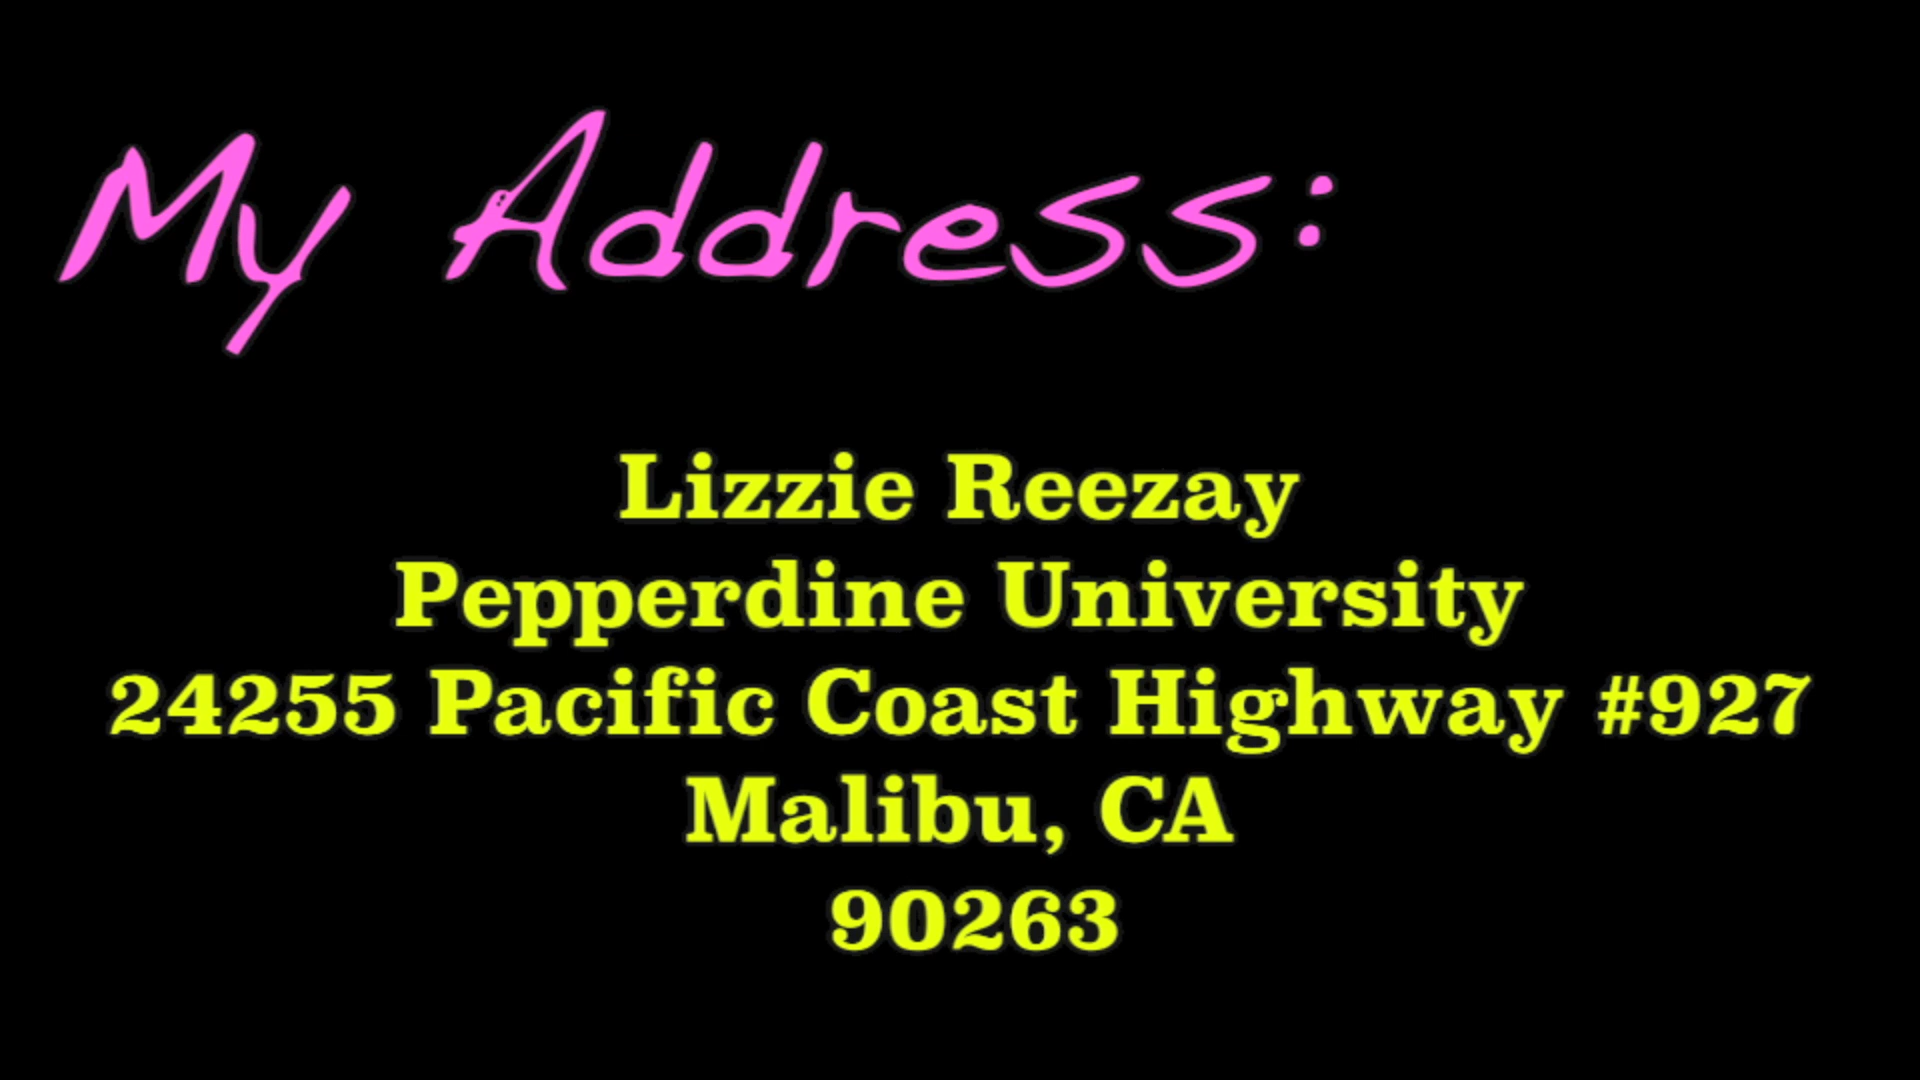 My Address:
Lizzie Reezay
Pepperdine University
24255 Pacific Coast Highway #927
Malibu, CA
90263